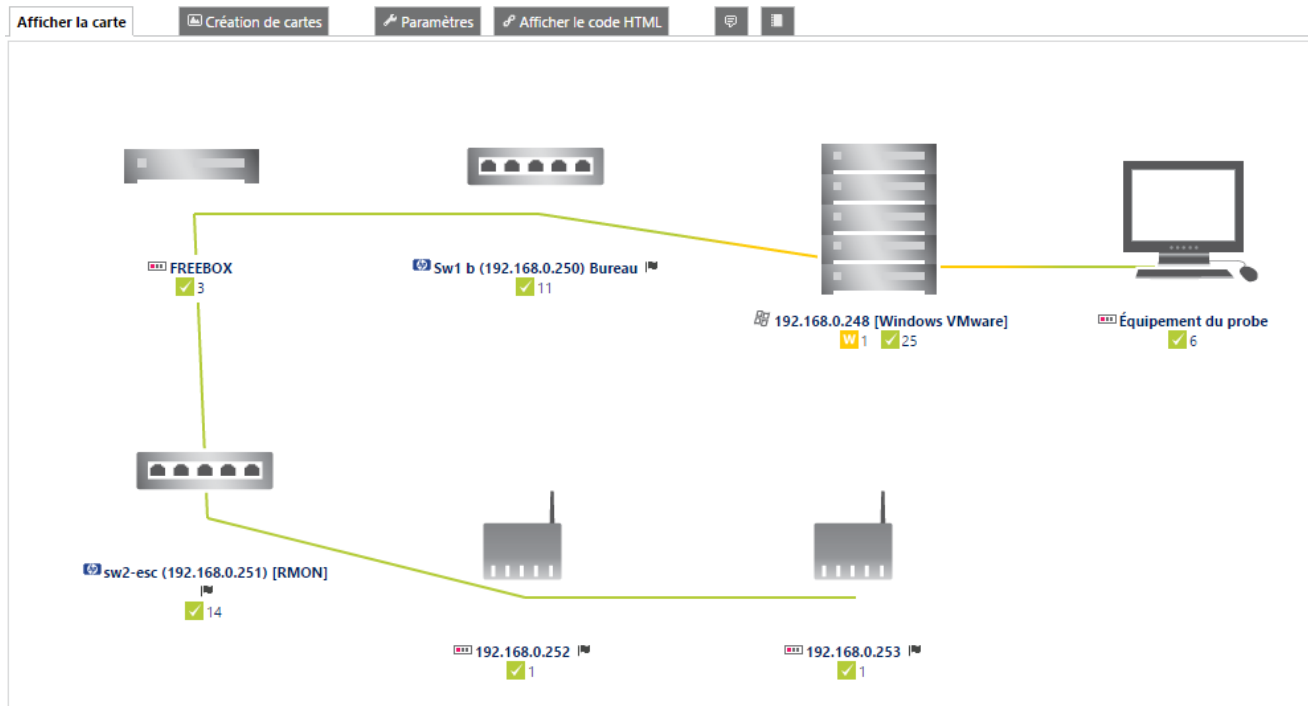 Afficher la carte
Création de cartes
Paramètres
Afficher le code HTML
FREEBOX
3
Sw1 b (192.168.0.250) Bureau
11
192.168.0.248 [Windows VMware]
W 1 25
Équipement du probe
6
sw2-esc (192.168.0.251) [RMON]
14
192.168.0.252
1
192.168.0.253
1